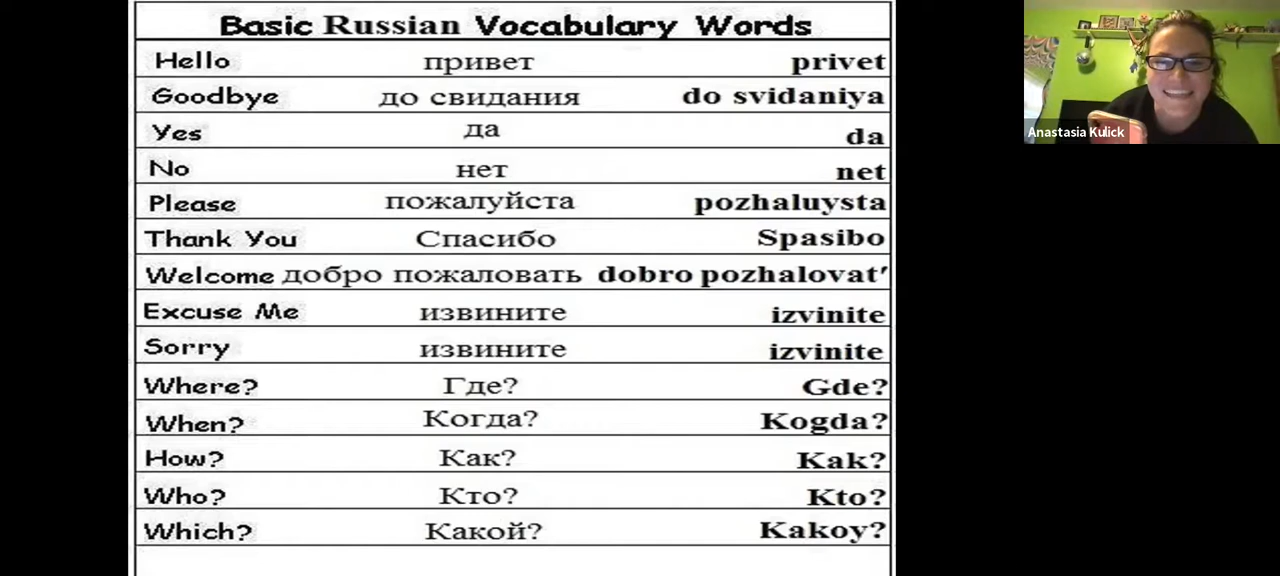 Basic Russian Vocabulary Words
Hello привет privet
Goodbye до свидания do svidaniya
Yes да da
No нет net
Please пожалуйста pozhaluysta
Thank You Спасибо Spasibo
Welcome добро пожаловать dobro pozhalovat'
Excuse Me извините izvinite
Sorry извините izvinite
Where? Где? Gde?
When? Когда? Kogda?
How? Как? Kak?
Who? Кто? Kto?
Which? Какой? Kakoy?
Anastasia Kulick